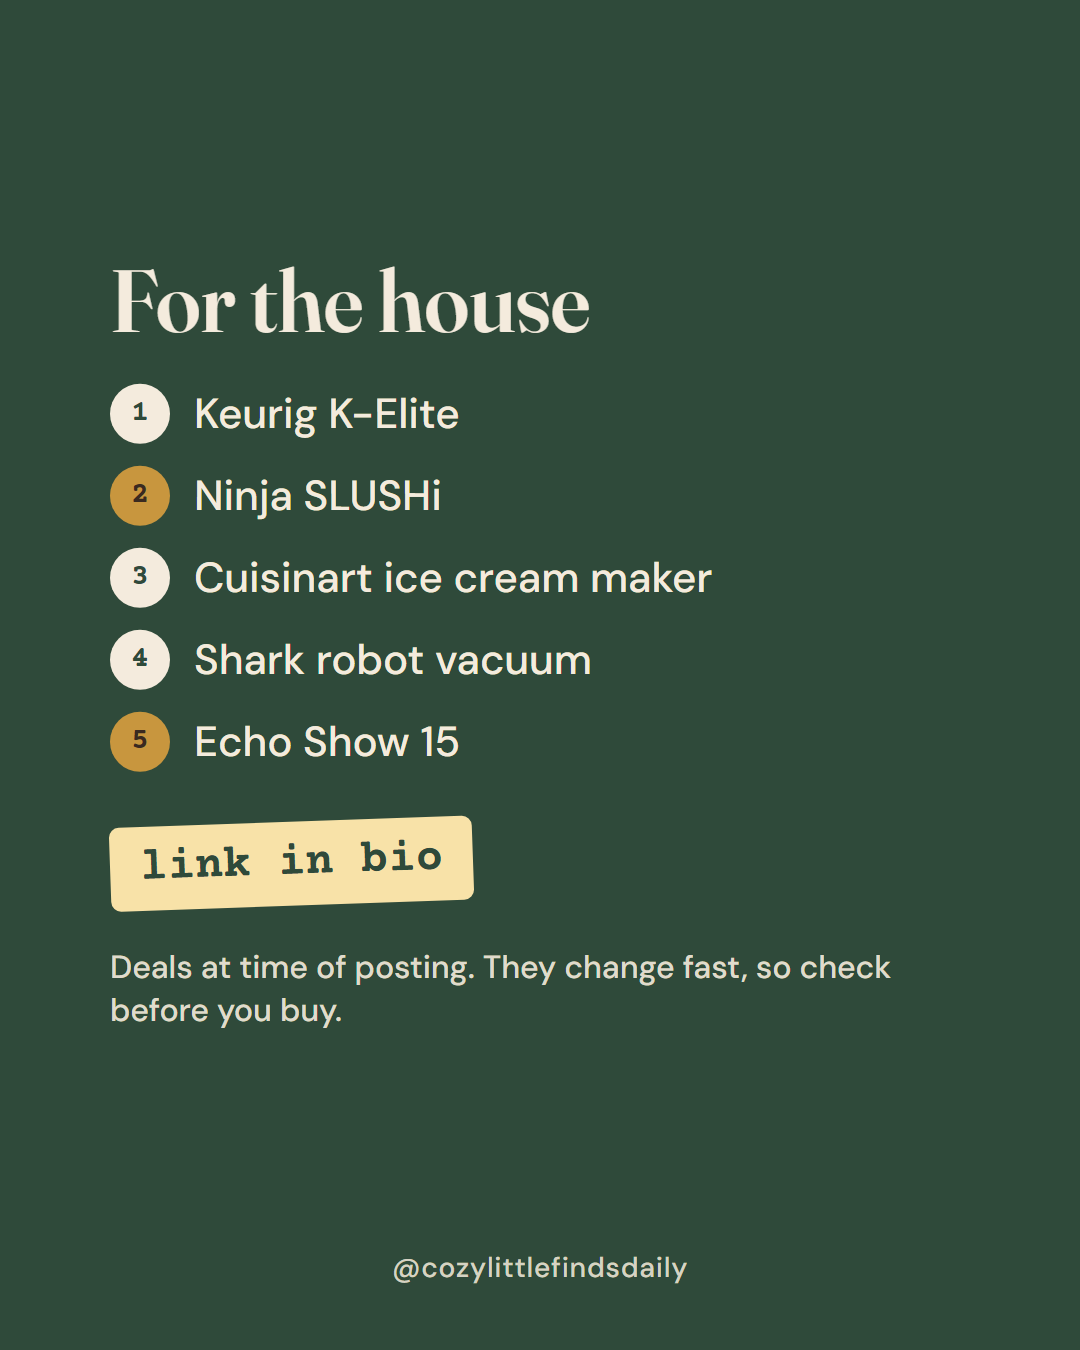 For the house
1 Keurig K-Elite
2 Ninja SLUSHi
3 Cuisinart ice cream maker
4 Shark robot vacuum
5 Echo Show 15
link in bio
Deals at time of posting. They change fast, so check
before you buy.
@cozylittlefindsdaily